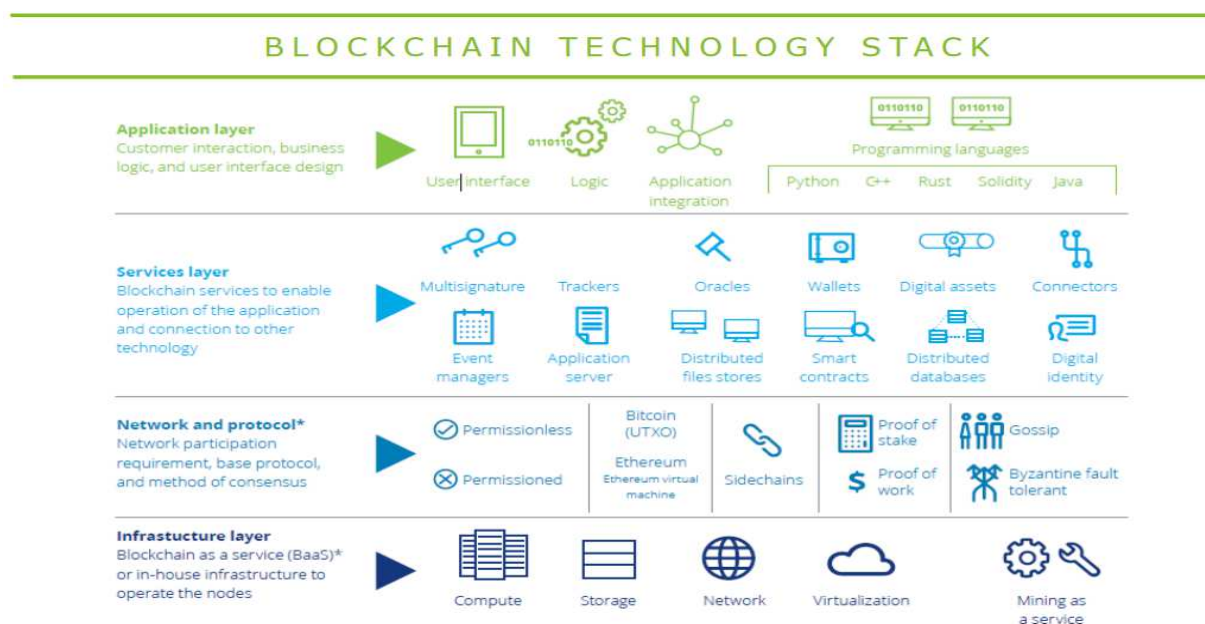 BLOCKCHAIN TECHNOLOGY STACK
Application layer
Customer interaction, business
logic, and user interface design
0110110
0110110
0110110
Programming languages
User interface
Logic
Application
integration
Python
C++
Rust
Solidity
Java
Services layer
Blockchain services to enable
operation of the application
and connection to other
technology
Multisignature
Trackers
Oracles
Wallets
Digital assets
Connectors
Event
managers
Application
server
Distributed
files stores
Smart
contracts
Distributed
databases
Digital
identity
Network and protocol*
Network participation
requirement, base protocol,
and method of consensus
Permissionless
Permissioned
Bitcoin
(UTXO)
Ethereum
Ethereum virtual
machine
Sidechains
Proof of
stake
$
Proof of
work
Gossip
Byzantine fault
tolerant
Infrastucture layer
Blockchain as a service (BaaS)*
or in-house infrastructure to
operate the nodes
Compute
Storage
Network
Virtualization
Mining as
a service